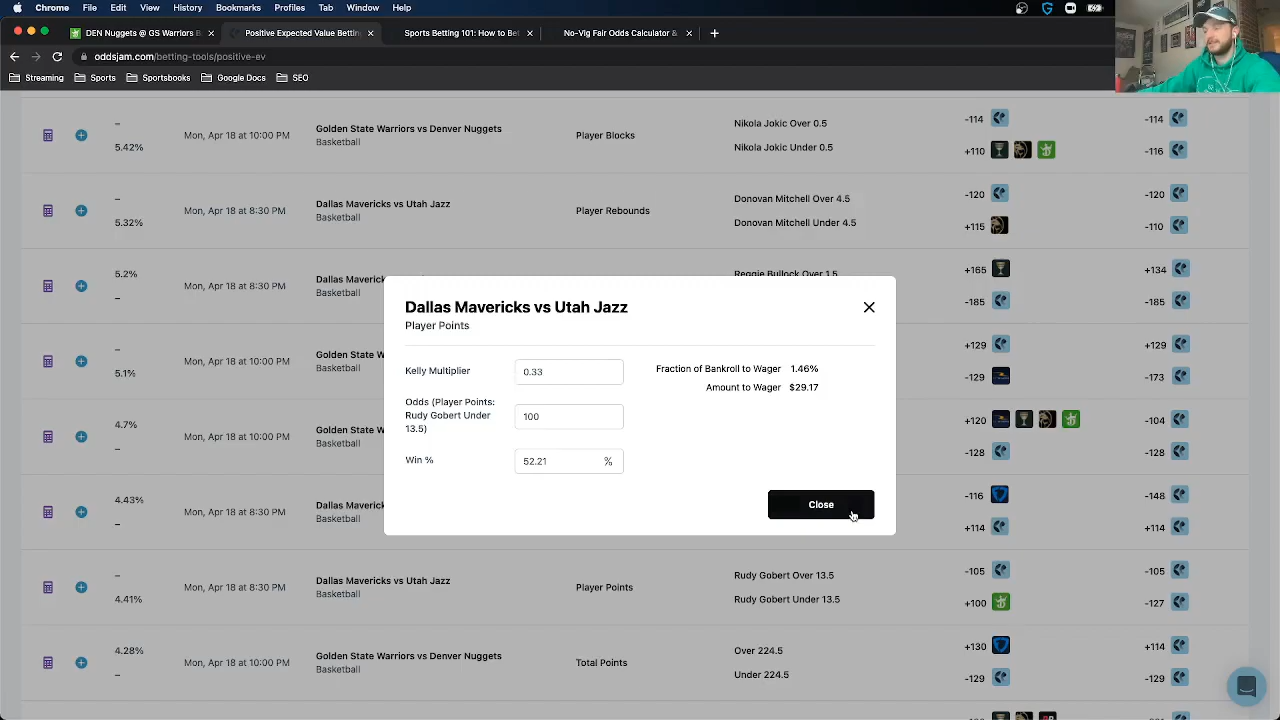 Chrome File Edit View History Bookmarks Profiles Tab Window Help
DEN Nuggets @ GS Warriors B
Positive Expected Value Bettin
Sports Betting 101: How to Be
No-Vig Fair Odds Calculator &
oddsjam.com/betting-tools/positive-ev
Streaming Sports Sportsbooks Google Docs SEO
– Mon, Apr 18 at 10:00 PM Golden State Warriors vs Denver Nuggets Player Blocks Nikola Jokic Over 0.5 -114 -114
5.42% Basketball Nikola Jokic Under 0.5 +110 -116
– Mon, Apr 18 at 8:30 PM Dallas Mavericks vs Utah Jazz Player Rebounds Donovan Mitchell Over 4.5 -120 -120
5.32% Basketball Donovan Mitchell Under 4.5 +115 -110
5.2% Mon, Apr 18 at 8:30 PM Dallas Maverick Reggie Bullock Over 1.5 +165 +134
– Basketball -185 -185
– Mon, Apr 18 at 10:00 PM Golden State W +129 +129
5.1% Basketball -129 -173
4.7% Mon, Apr 18 at 10:00 PM Golden State W +120 -104
– Basketball -128 -128
4.43% Mon, Apr 18 at 8:30 PM Dallas Maverick -116 -148
– Basketball +114 +114
– Mon, Apr 18 at 8:30 PM Dallas Mavericks vs Utah Jazz Player Points Rudy Gobert Over 13.5 -105 -105
4.41% Basketball Rudy Gobert Under 13.5 +100 -127
4.28% Mon, Apr 18 at 10:00 PM Golden State Warriors vs Denver Nuggets Total Points Over 224.5 +130 +114
– Basketball Under 224.5 -129 -129
Dallas Mavericks vs Utah Jazz
Player Points
Kelly Multiplier 0.33
Odds (Player Points:
Rudy Gobert Under
13.5) 100
Win % 52.21 %
Fraction of Bankroll to Wager 1.46%
Amount to Wager $29.17
Close